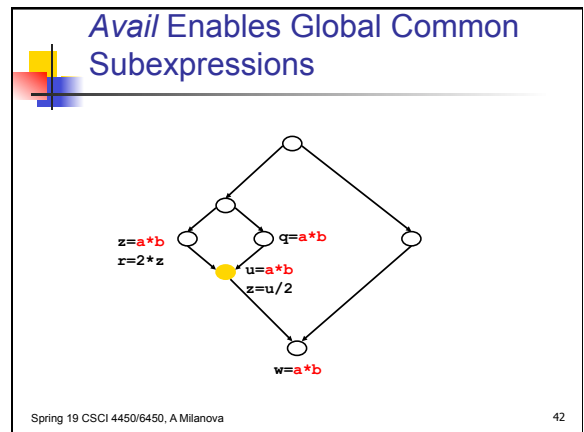 Avail Enables Global Common
Subexpressions
z=a*b
r=2*z
q=a*b
u=a*b
z=u/2
w=a*b
Spring 19 CSCI 4450/6450, A Milanova
42